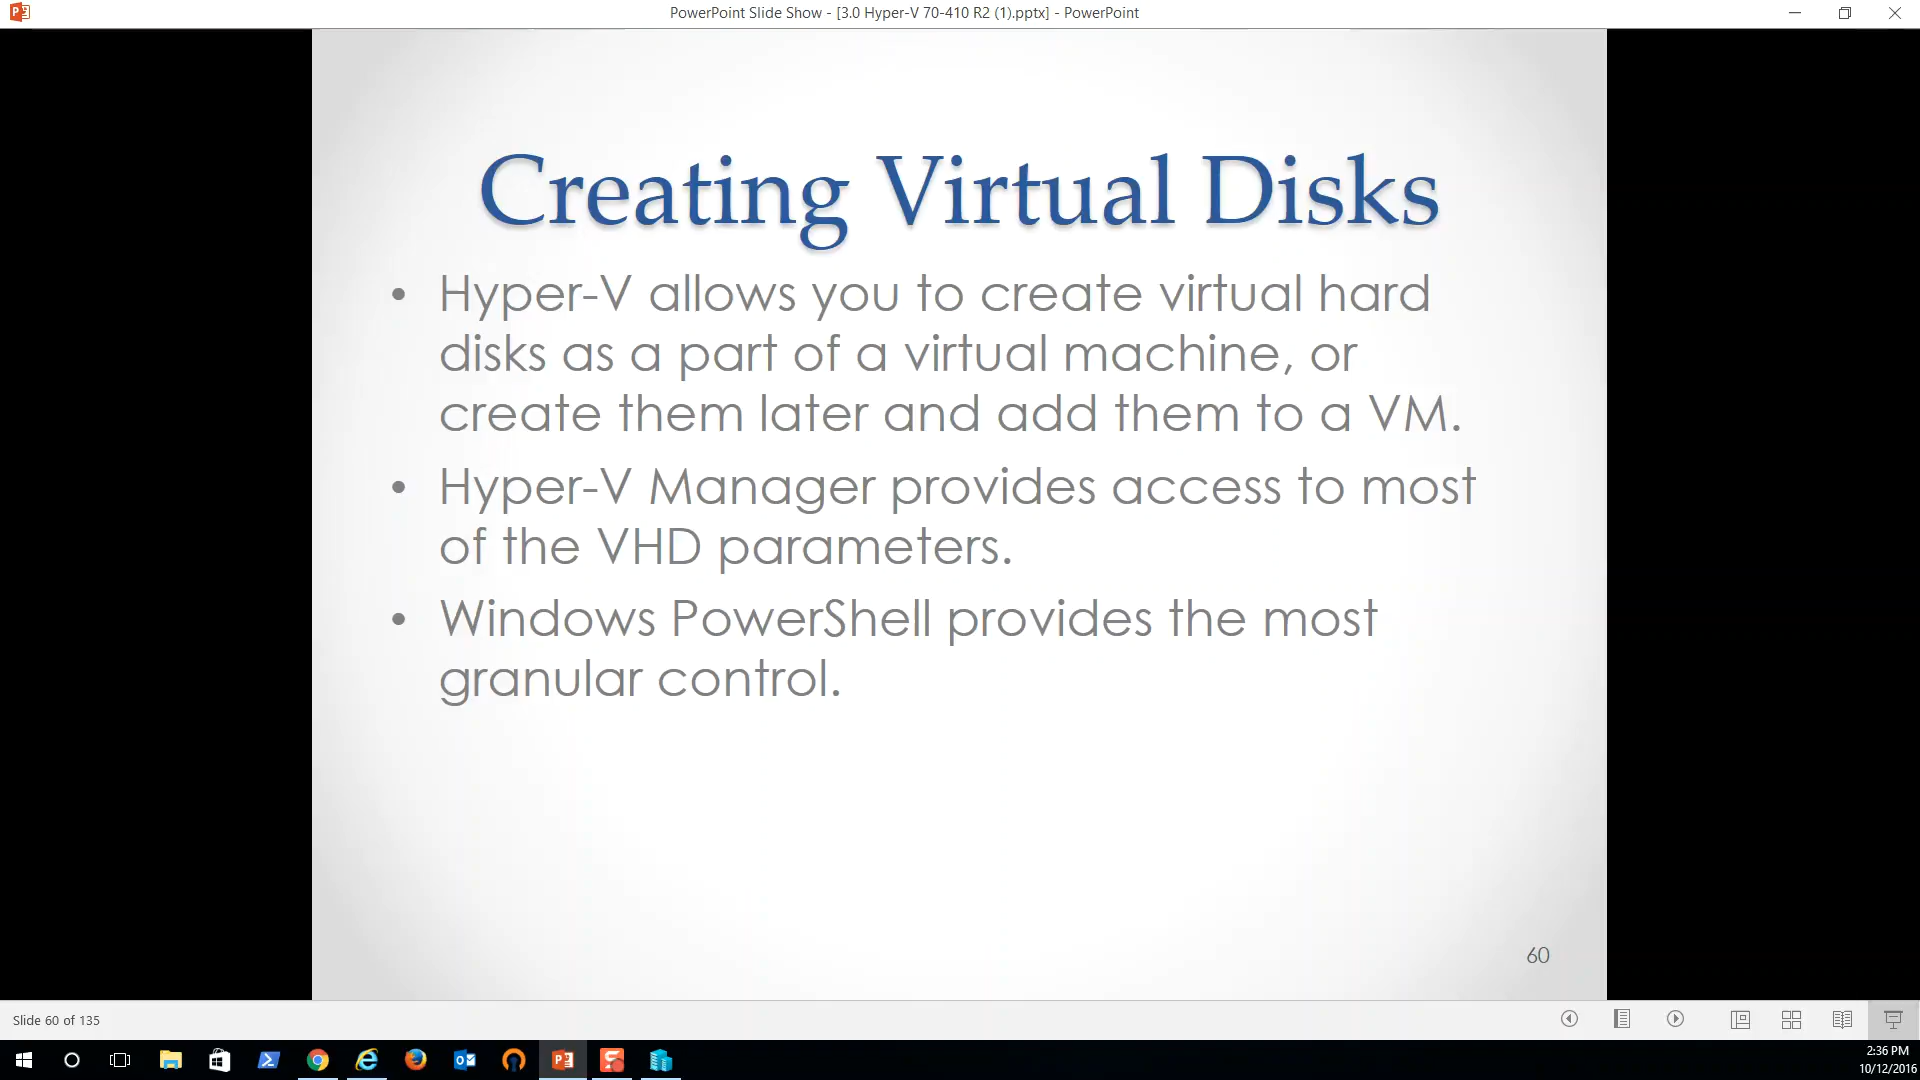 PowerPoint Slide Show - [3.0 Hyper-V 70-410 R2 (1).pptx] - PowerPoint
Creating Virtual Disks
• Hyper-V allows you to create virtual hard
disks as a part of a virtual machine, or
create them later and add them to a VM.
• Hyper-V Manager provides access to most
of the VHD parameters.
• Windows PowerShell provides the most
granular control.
60
Slide 60 of 135
2:36 PM
10/12/2016